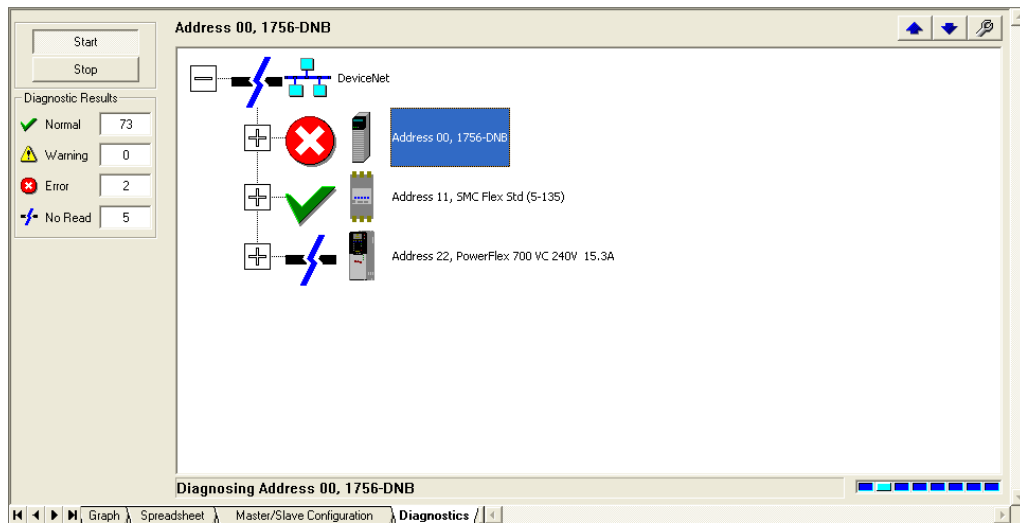 Address 00, 1756-DNB
Start
Stop
Diagnostic Results
Normal 73
Warning 0
Error 2
No Read 5
DeviceNet
Address 00, 1756-DNB
Address 11, SMC Flex Std (5-135)
Address 22, PowerFlex 700 VC 240V 15.3A
Diagnosing Address 00, 1756-DNB
Graph Spreadsheet Master/Slave Configuration Diagnostics